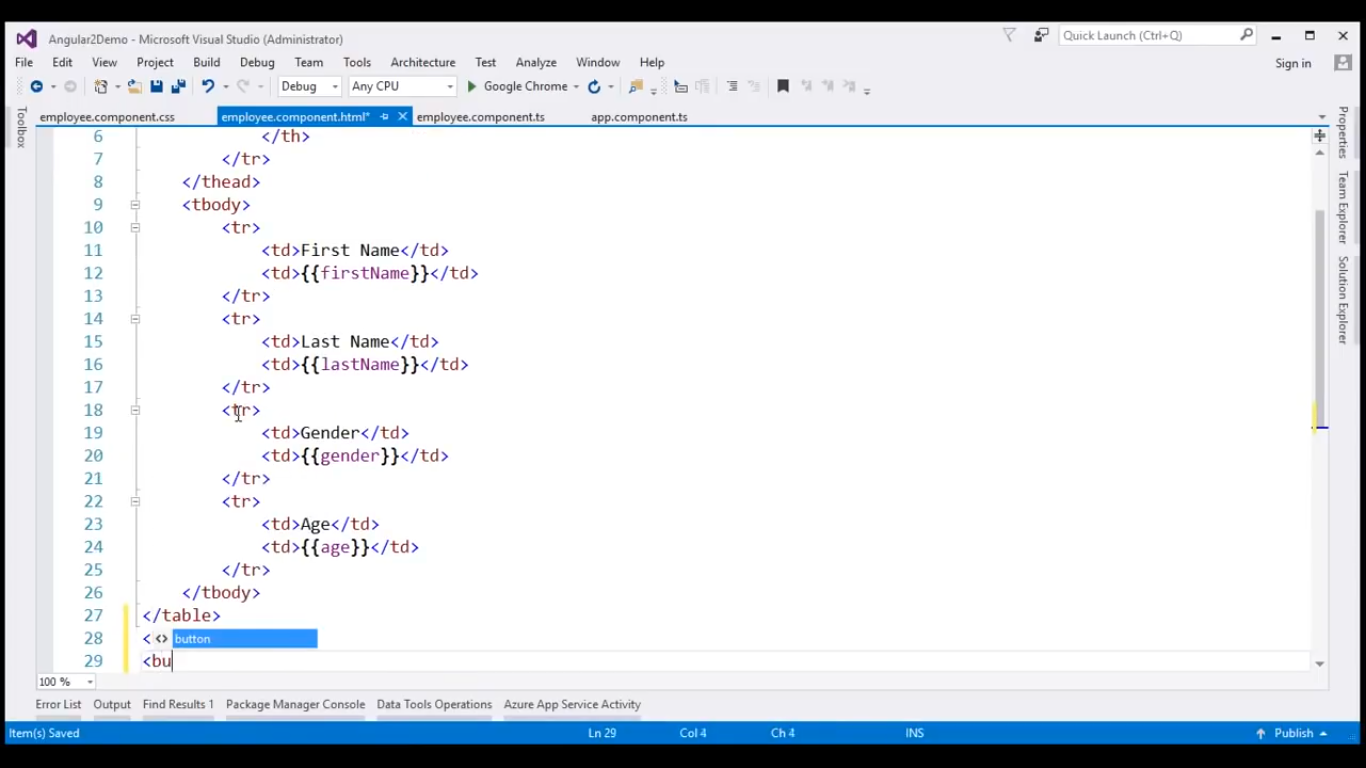 Angular2Demo - Microsoft Visual Studio (Administrator)
Quick Launch (Ctrl+Q)
File Edit View Project Build Debug Team Tools Architecture Test Analyze Window Help
Sign in
Debug Any CPU Google Chrome
employee.component.css employee.component.html* employee.component.ts app.component.ts
Toolbox
Properties
Team Explorer
Solution Explorer
6 </th>
7 </tr>
8 </thead>
9 <tbody>
10 <tr>
11 <td>First Name</td>
12 <td>{{firstName}}</td>
13 </tr>
14 <tr>
15 <td>Last Name</td>
16 <td>{{lastName}}</td>
17 </tr>
18 <tr>
19 <td>Gender</td>
20 <td>{{gender}}</td>
21 </tr>
22 <tr>
23 <td>Age</td>
24 <td>{{age}}</td>
25 </tr>
26 </tbody>
27 </table>
28 < <> button
29 <bu
100 %
Error List Output Find Results 1 Package Manager Console Data Tools Operations Azure App Service Activity
Item(s) Saved Ln 29 Col 4 Ch 4 INS Publish